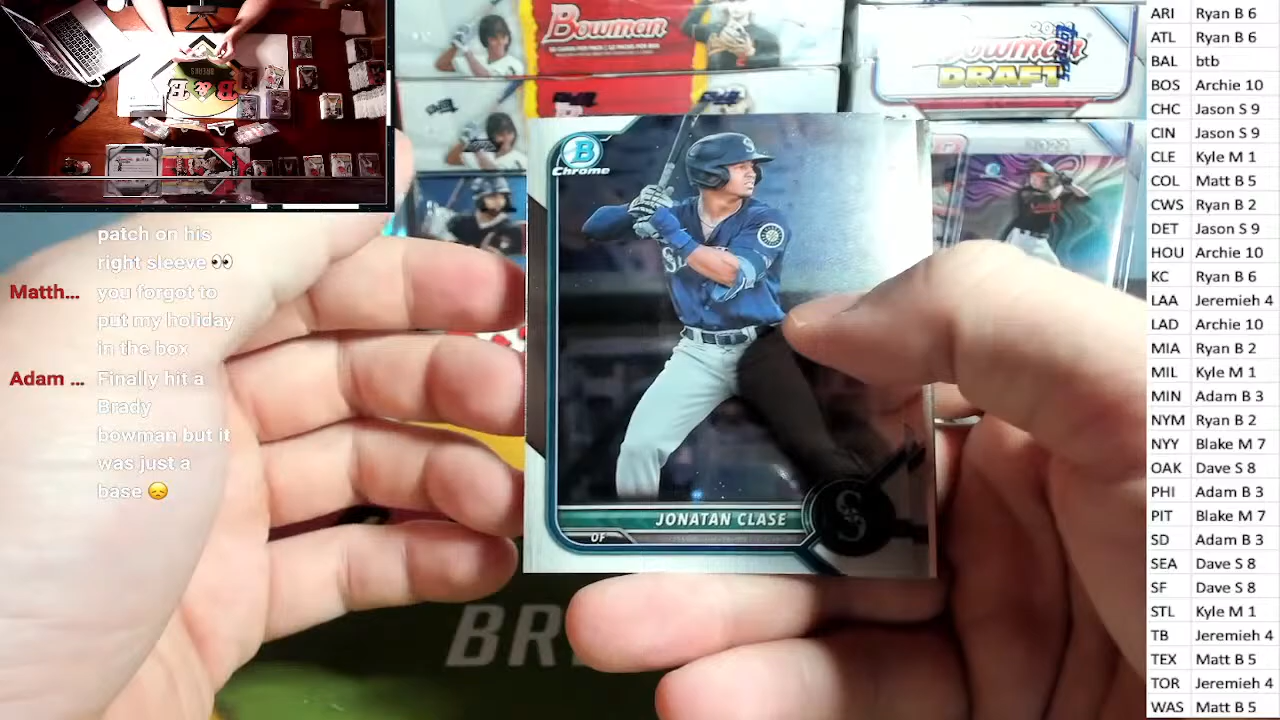 patch on his
right sleeve 👀
Matth... you forgot to
put my holiday
in the box
Adam ... Finally hit a
Brady
bowman but it
was just a
base 😞
Bowman
Bowman
DRAFT
2022
B
Chrome
S
JONATAN CLASE
OF
BR
B & B
BREAKS
ARI Ryan B 6
ATL Ryan B 6
BAL btb
BOS Archie 10
CHC Jason S 9
CIN Jason S 9
CLE Kyle M 1
COL Matt B 5
CWS Ryan B 2
DET Jason S 9
HOU Archie 10
KC Ryan B 6
LAA Jeremieh 4
LAD Archie 10
MIA Ryan B 2
MIL Kyle M 1
MIN Adam B 3
NYM Ryan B 2
NYY Blake M 7
OAK Dave S 8
PHI Adam B 3
PIT Blake M 7
SD Adam B 3
SEA Dave S 8
SF Dave S 8
STL Kyle M 1
TB Jeremieh 4
TEX Matt B 5
TOR Jeremieh 4
WAS Matt B 5